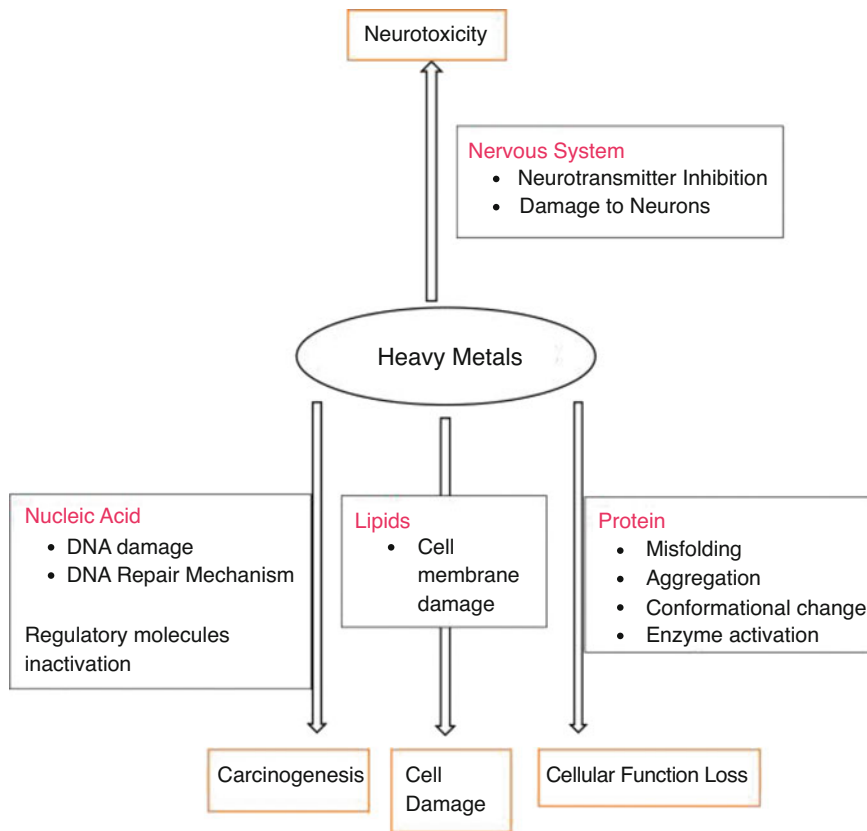 Neurotoxicity
Nervous System
• Neurotransmitter Inhibition
• Damage to Neurons
Heavy Metals
Nucleic Acid
• DNA damage
• DNA Repair Mechanism
Regulatory molecules
inactivation
Lipids
• Cell
membrane
damage
Protein
• Misfolding
• Aggregation
• Conformational change
• Enzyme activation
Carcinogenesis
Cell
Damage
Cellular Function Loss